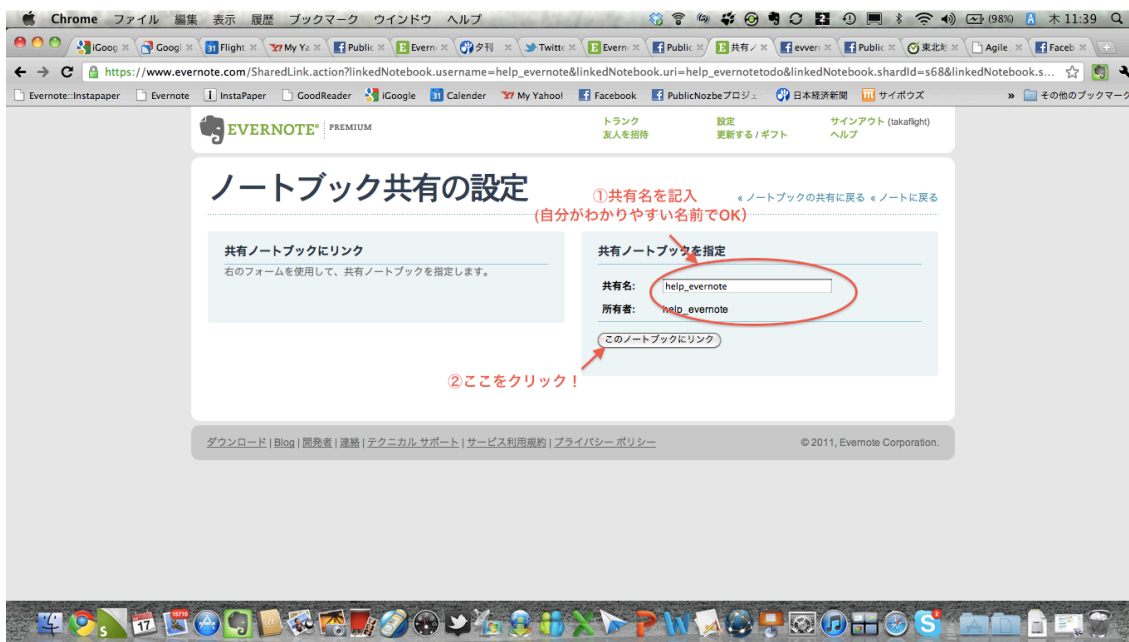 Chrome ファイル 編集 表示 履歴 ブックマーク ウインドウ ヘルプ (98%) A 木 11:39
iGoog Googl 31 Flight Y7 My Ya Public Evern 夕刊 Twitte Evern Public 共有ノ evver Public 東北 Agile, Faceb
https://www.evernote.com/SharedLink.action?linkedNotebook.username=help_evernote&linkedNotebook.uri=help_evernotetodo&linkedNotebook.shardId=s68&linkedNotebook.s...
Evernote::Instapaper Evernote I InstaPaper GoodReader iGoogle 31 Calender Y7 My Yahoo! Facebook PublicNozbeプロジェ 日本経済新聞 サイボウズ » その他のブックマーク
EVERNOTE® PREMIUM
トランク 設定 サインアウト (takaflight)
友人を招待 更新する / ギフト ヘルプ
ノートブック共有の設定
①共有名を記入
« ノートブックの共有に戻る « ノートに戻る
(自分がわかりやすい名前でOK)
共有ノートブックにリンク
右のフォームを使用して、共有ノートブックを指定します。
共有ノートブックを指定
共有名: help_evernote
所有者: help_evernote
このノートブックにリンク
②ここをクリック！
ダウンロード | Blog | 開発者 | 連絡 | テクニカル サポート | サービス利用規約 | プライバシー ポリシー
© 2011, Evernote Corporation.
17